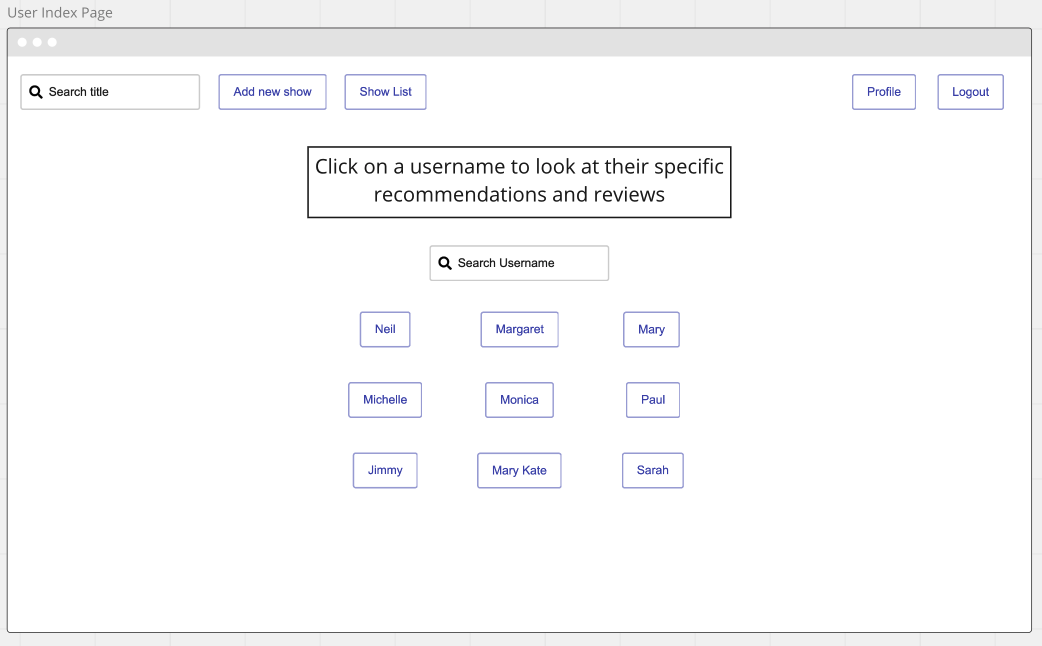 User Index Page
Search title
Add new show
Show List
Profile
Logout
Click on a username to look at their specific
recommendations and reviews
Search Username
Neil
Margaret
Mary
Michelle
Monica
Paul
Jimmy
Mary Kate
Sarah